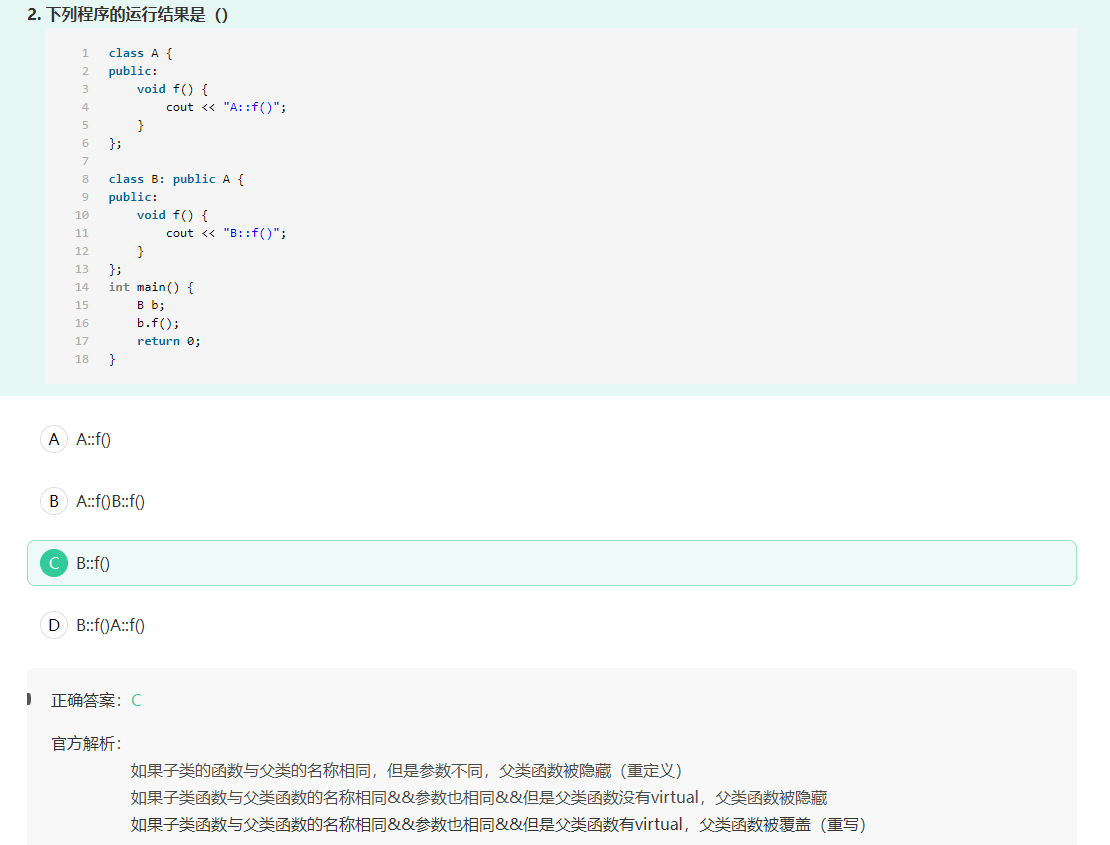 2. 下列程序的运行结果是（）
1 class A {
2 public:
3     void f() {
4         cout << "A::f()";
5     }
6 };
7
8 class B: public A {
9 public:
10     void f() {
11         cout << "B::f()";
12     }
13 };
14 int main() {
15     B b;
16     b.f();
17     return 0;
18 }
A A::f()
B A::f()B::f()
C B::f()
D B::f()A::f()
正确答案：C
官方解析：
如果子类的函数与父类的名称相同，但是参数不同，父类函数被隐藏（重定义）
如果子类函数与父类函数的名称相同&&参数也相同&&但是父类函数没有virtual，父类函数被隐藏
如果子类函数与父类函数的名称相同&&参数也相同&&但是父类函数有virtual，父类函数被覆盖（重写）